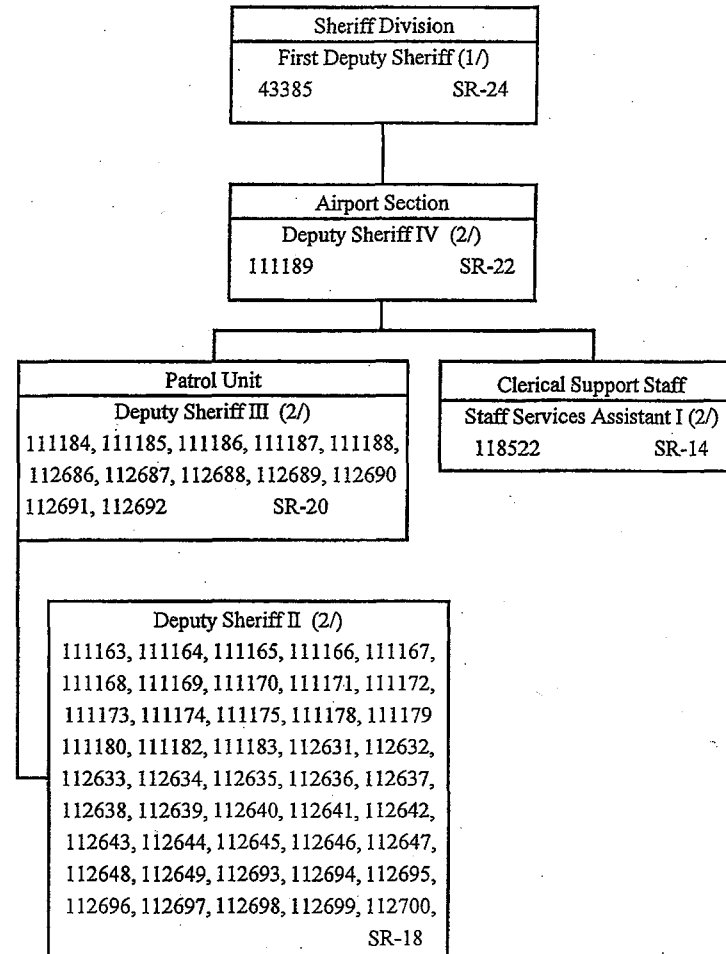 Sheriff Division
First Deputy Sheriff (1/)
43385 SR-24
Airport Section
Deputy Sheriff IV (2/)
111189 SR-22
Patrol Unit
Deputy Sheriff III (2/)
111184, 111185, 111186, 111187, 111188,
112686, 112687, 112688, 112689, 112690
112691, 112692 SR-20
Clerical Support Staff
Staff Services Assistant I (2/)
118522 SR-14
Deputy Sheriff II (2/)
111163, 111164, 111165, 111166, 111167,
111168, 111169, 111170, 111171, 111172,
111173, 111174, 111175, 111178, 111179
111180, 111182, 111183, 112631, 112632,
112633, 112634, 112635, 112636, 112637,
112638, 112639, 112640, 112641, 112642,
112643, 112644, 112645, 112646, 112647,
112648, 112649, 112693, 112694, 112695,
112696, 112697, 112698, 112699, 112700,
SR-18